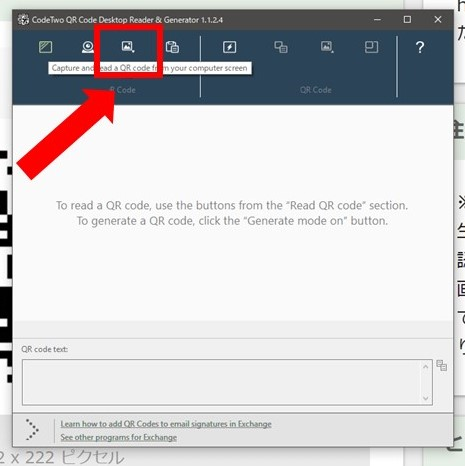 CodeTwo QR Code Desktop Reader & Generator 1.1.2.4
?
Capture and read a QR code from your computer screen
R Code
QR Code
To read a QR code, use the buttons from the "Read QR code" section.
To generate a QR code, click the "Generate mode on" button.
QR code text:
Learn how to add QR Codes to email signatures in Exchange
See other programs for Exchange
2 x 222 ピクセル
た
※
生
認
画
で
り
と